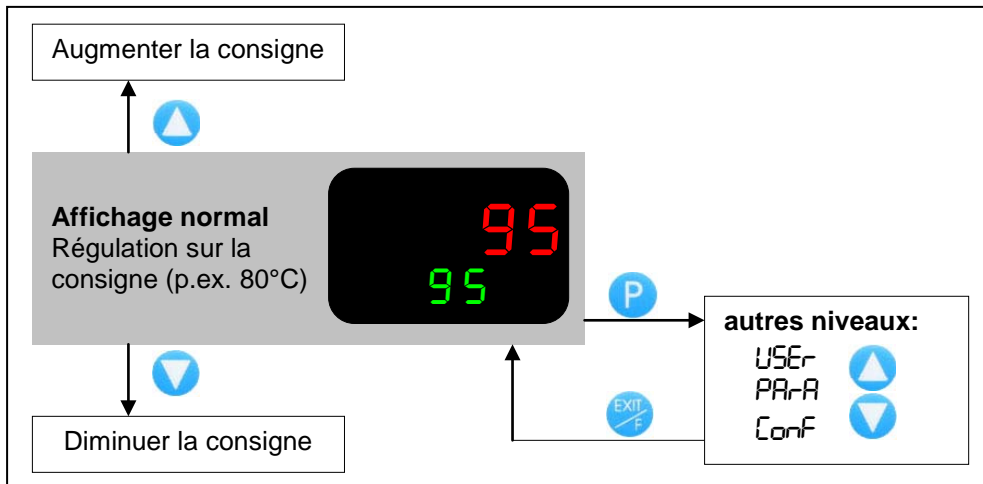 Augmenter la consigne
Affichage normal
Régulation sur la
consigne (p.ex. 80°C)
95
95
P
autres niveaux:
USEr
PArA
ConF
EXIT
F
Diminuer la consigne